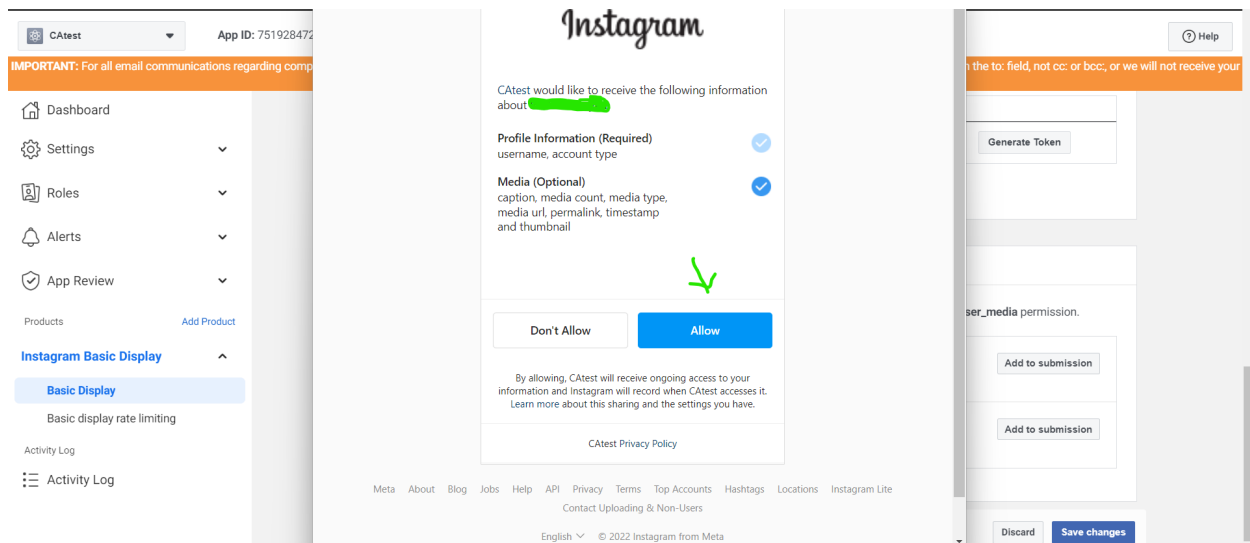 CAtest
App ID: 751928472
Help
IMPORTANT: For all email communications regarding comp
n the to: field, not cc: or bcc:, or we will not receive your
Dashboard
Settings
Roles
Alerts
App Review
Products
Add Product
Instagram Basic Display
Basic Display
Basic display rate limiting
Activity Log
Activity Log
Instagram
CAtest would like to receive the following information
about
Profile Information (Required)
username, account type
Media (Optional)
caption, media count, media type,
media url, permalink, timestamp
and thumbnail
Don't Allow
Allow
By allowing, CAtest will receive ongoing access to your
information and Instagram will record when CAtest accesses it.
Learn more about this sharing and the settings you have.
CAtest Privacy Policy
Meta About Blog Jobs Help API Privacy Terms Top Accounts Hashtags Locations Instagram Lite
Contact Uploading & Non-Users
English © 2022 Instagram from Meta
Generate Token
ser_media permission.
Add to submission
Add to submission
Discard
Save changes